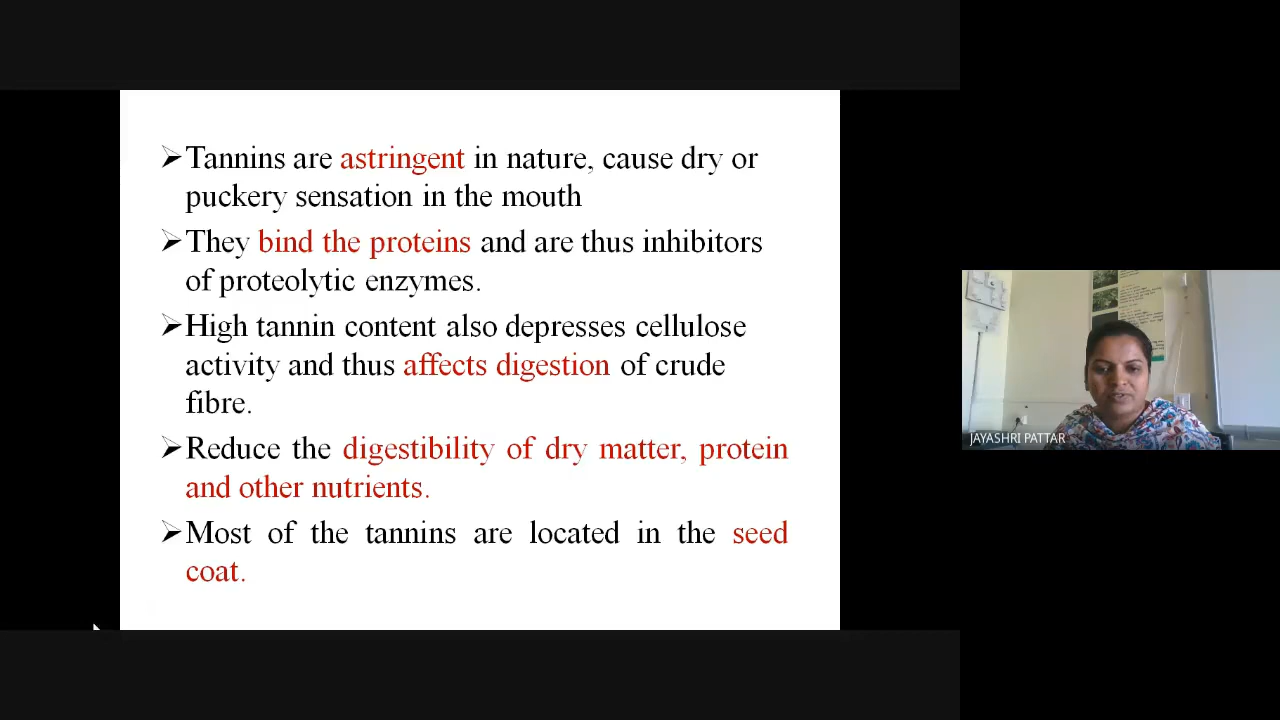 ➢Tannins are astringent in nature, cause dry or
puckery sensation in the mouth
➢They bind the proteins and are thus inhibitors
of proteolytic enzymes.
➢High tannin content also depresses cellulose
activity and thus affects digestion of crude
fibre.
➢Reduce the digestibility of dry matter, protein
and other nutrients.
➢Most of the tannins are located in the seed
coat.
JAYASHRI PATTAR